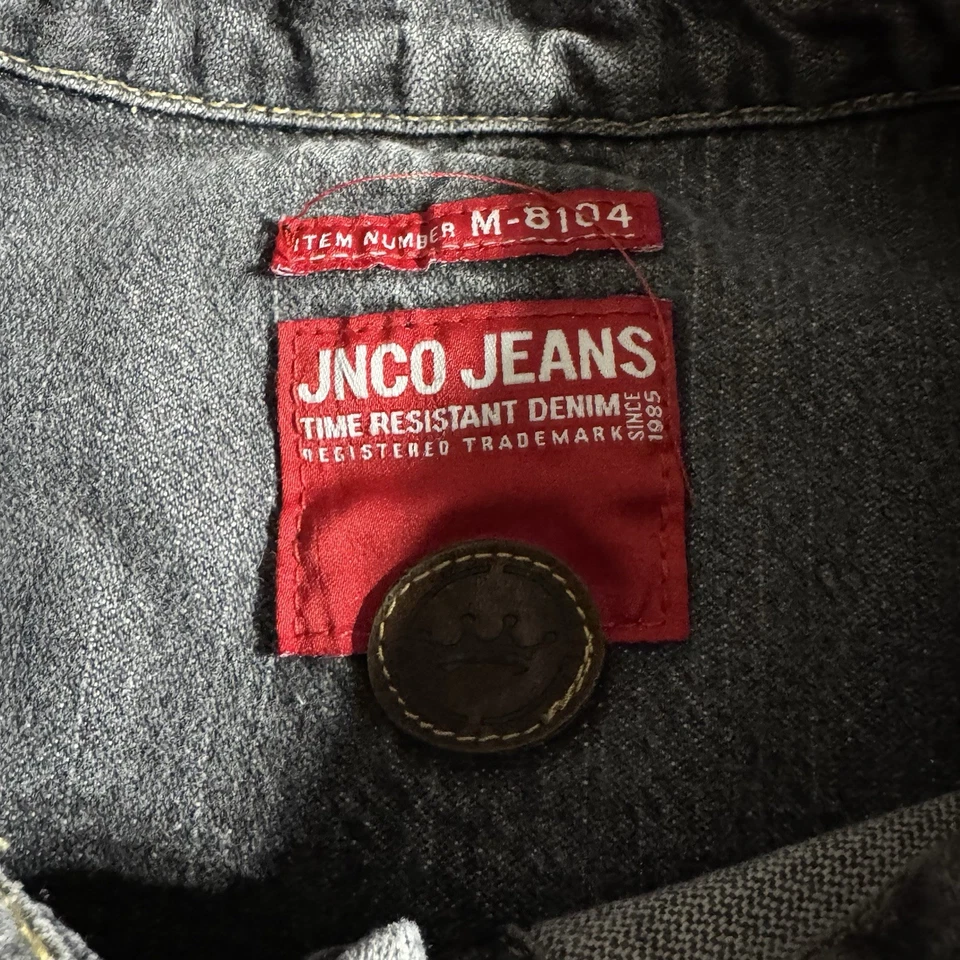 ITEM NUMBER M-8104
JNCO JEANS
TIME RESISTANT DENIM
REGISTERED TRADEMARK
SINCE
1985